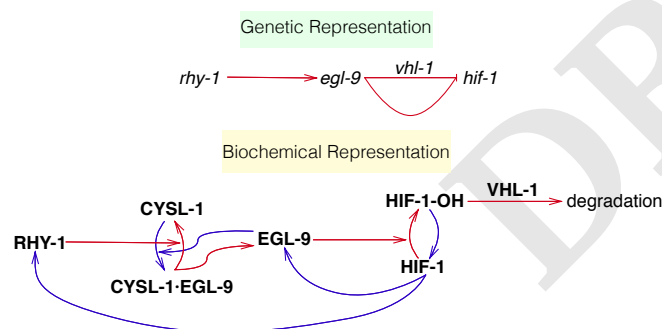 Genetic Representation
vhl-1
rhy-1 egl-9 hif-1
Biochemical Representation
VHL-1
CYSL-1 HIF-1-OH degradation
RHY-1 EGL-9
HIF-1
CYSL-1·EGL-9